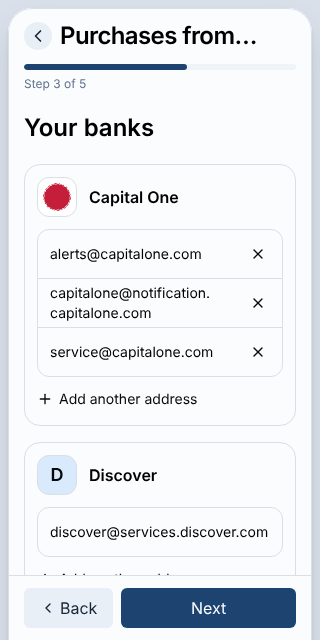 Purchases from...
Step 3 of 5
Your banks
Capital One
alerts@capitalone.com
capitalone@notification.
capitalone.com
service@capitalone.com
Add another address
D
Discover
discover@services.discover.com
Back
Next